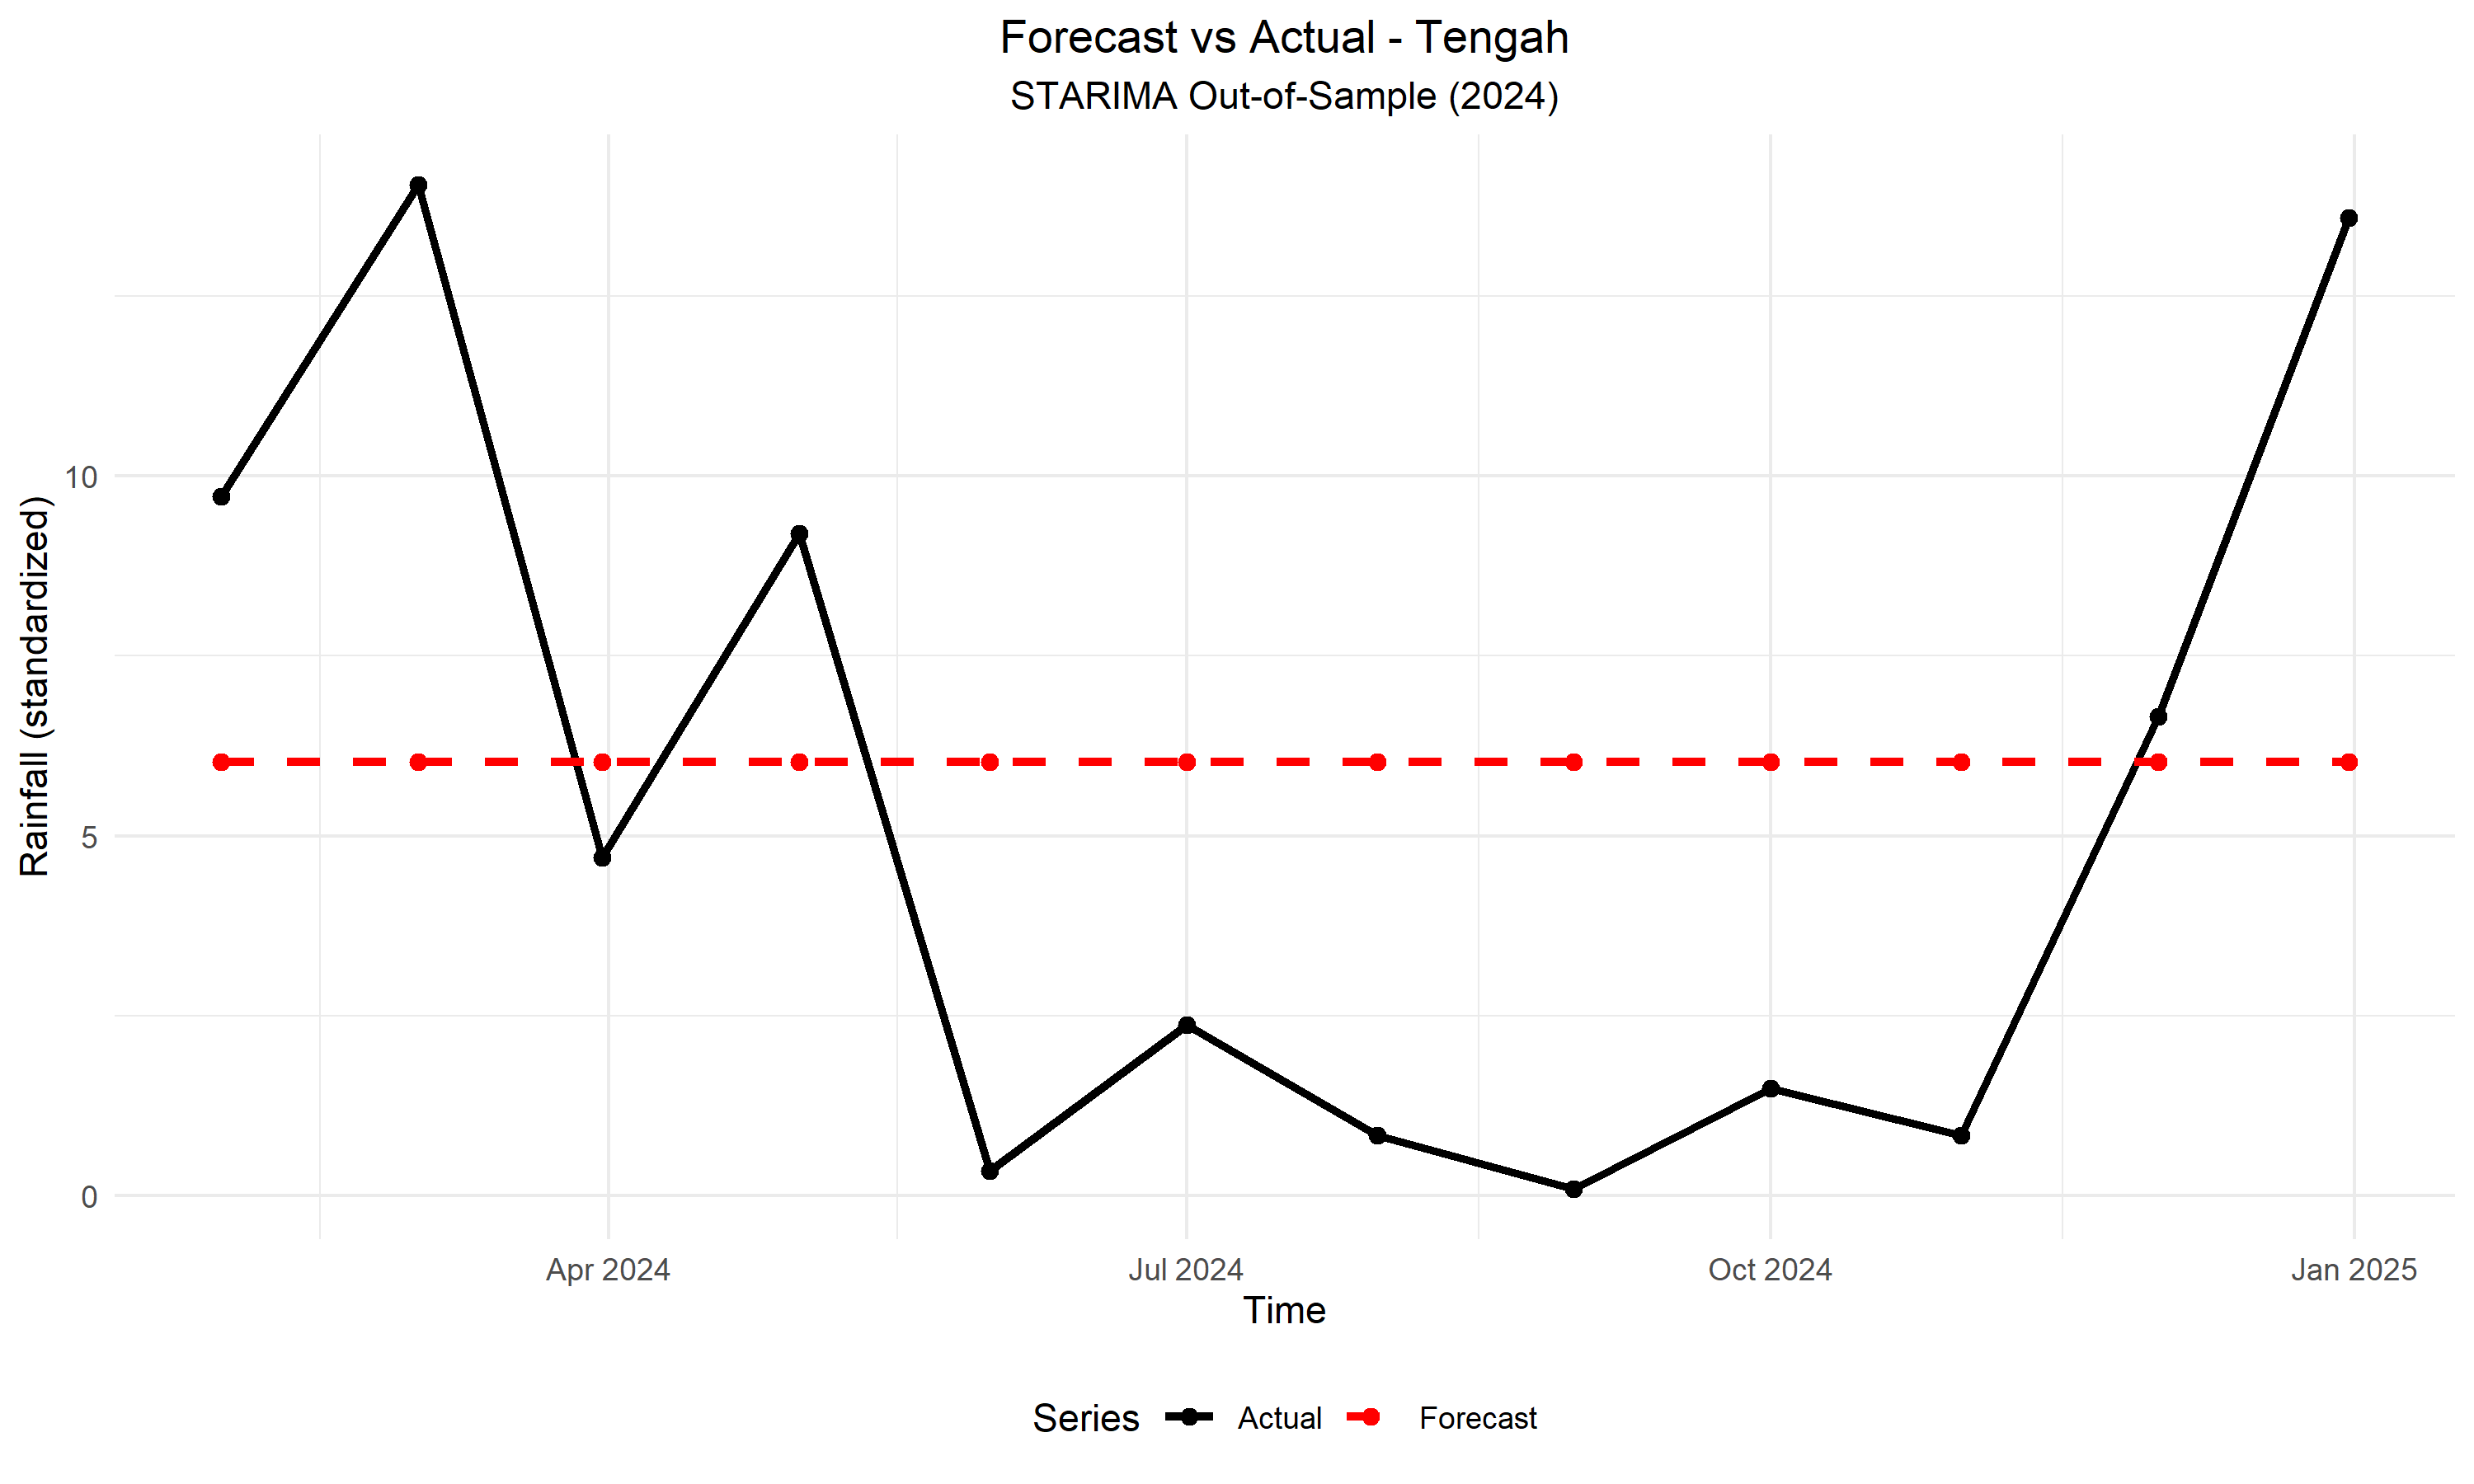 Forecast vs Actual - Tengah
STARIMA Out-of-Sample (2024)
Rainfall (standardized)
10
5
0
Apr 2024
Jul 2024
Oct 2024
Jan 2025
Time
Series
Actual
Forecast